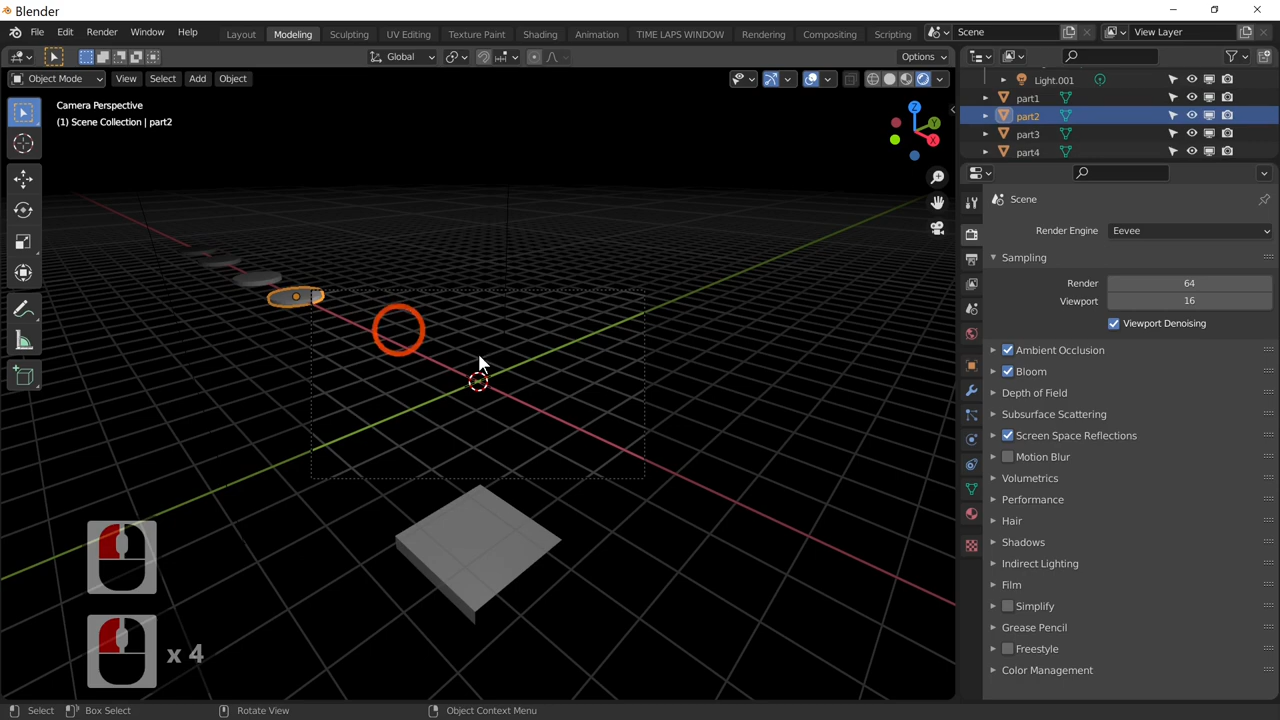 Blender
File Edit Render Window Help
Layout Modeling Sculpting UV Editing Texture Paint Shading Animation TIME LAPS WINDOW Rendering Compositing Scripting
Scene
View Layer
Global
Options
Object Mode View Select Add Object
Camera Perspective
(1) Scene Collection | part2
Z
Y
X
Light.001
part1
part2
part3
part4
Scene
Render Engine Eevee
Sampling
Render 64
Viewport 16
Viewport Denoising
Ambient Occlusion
Bloom
Depth of Field
Subsurface Scattering
Screen Space Reflections
Motion Blur
Volumetrics
Performance
Hair
Shadows
Indirect Lighting
Film
Simplify
Grease Pencil
Freestyle
Color Management
x 4
Select Box Select Rotate View Object Context Menu